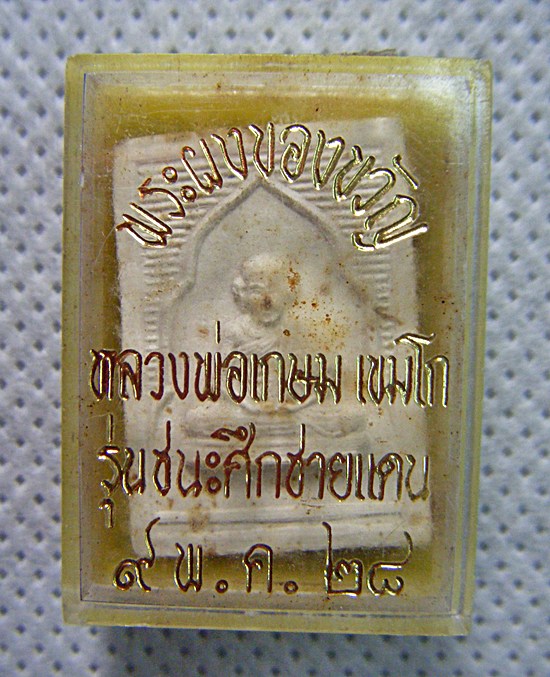 พระผงของขวัญ
หลวงพ่อเกษม เขมโก
รุ่นชนะศึกชายแดน
๙ พ.ค. ๒๘